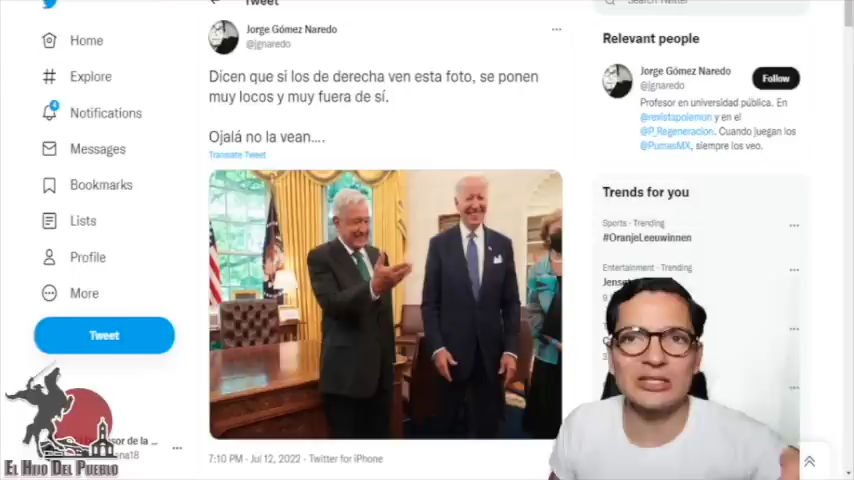 Tweet
Search Twitter
Jorge Gómez Naredo
@jgnaredo
Dicen que si los de derecha ven esta foto, se ponen
muy locos y muy fuera de sí.
Ojalá no la vean....
Translate Tweet
7:10 PM · Jul 12, 2022 · Twitter for iPhone
Home
Explore
4
Notifications
Messages
Bookmarks
Lists
Profile
More
Tweet
EL HIJO DEL PUEBLO
Relevant people
Jorge Gómez Naredo
@jgnaredo
Follow
Profesor en universidad pública. En
@revistapolemon y en el
@P_Regeneracion. Cuando juegan los
@PumasMX, siempre los veo.
Trends for you
Sports · Trending
#OranjeLeeuwinnen
Entertainment · Trending